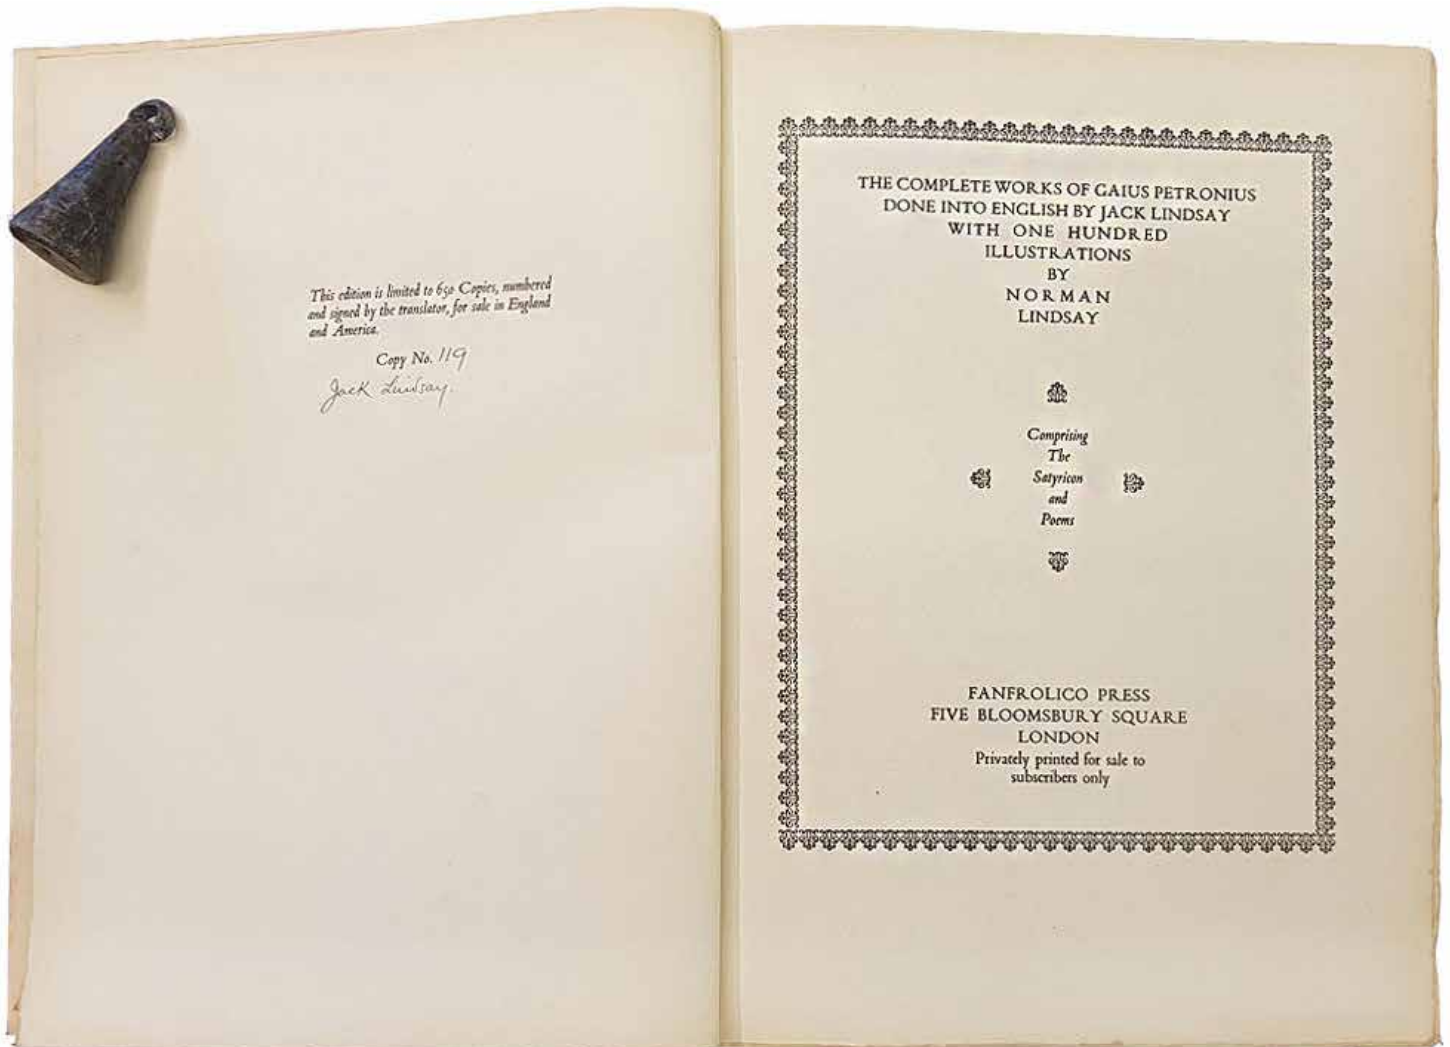 This edition is limited to 650 Copies, numbered
and signed by the translator, for sale in England
and America.
Copy No. 119
Jack Lindsay.
THE COMPLETE WORKS OF GAIUS PETRONIUS
DONE INTO ENGLISH BY JACK LINDSAY
WITH ONE HUNDRED
ILLUSTRATIONS
BY
NORMAN
LINDSAY
Comprising
The
Satyricon
and
Poems
FANFROLICO PRESS
FIVE BLOOMSBURY SQUARE
LONDON
Privately printed for sale to
subscribers only